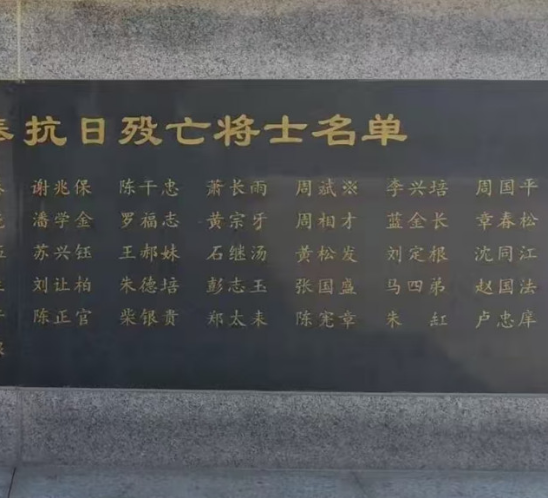 抗日殁亡将士名单
谢兆保 陈干忠 萧长雨 周斌※ 李兴培 周国平
潘学金 罗福志 黄宗牙 周相才 蓝金长 章春松
苏兴钰 王郝妹 石继汤 黄松发 刘定根 沈同江
刘让柏 朱德培 彭志玉 张国盛 马四弟 赵国法
陈正官 柴银贵 郑太来 陈宪章 朱红 卢忠庠